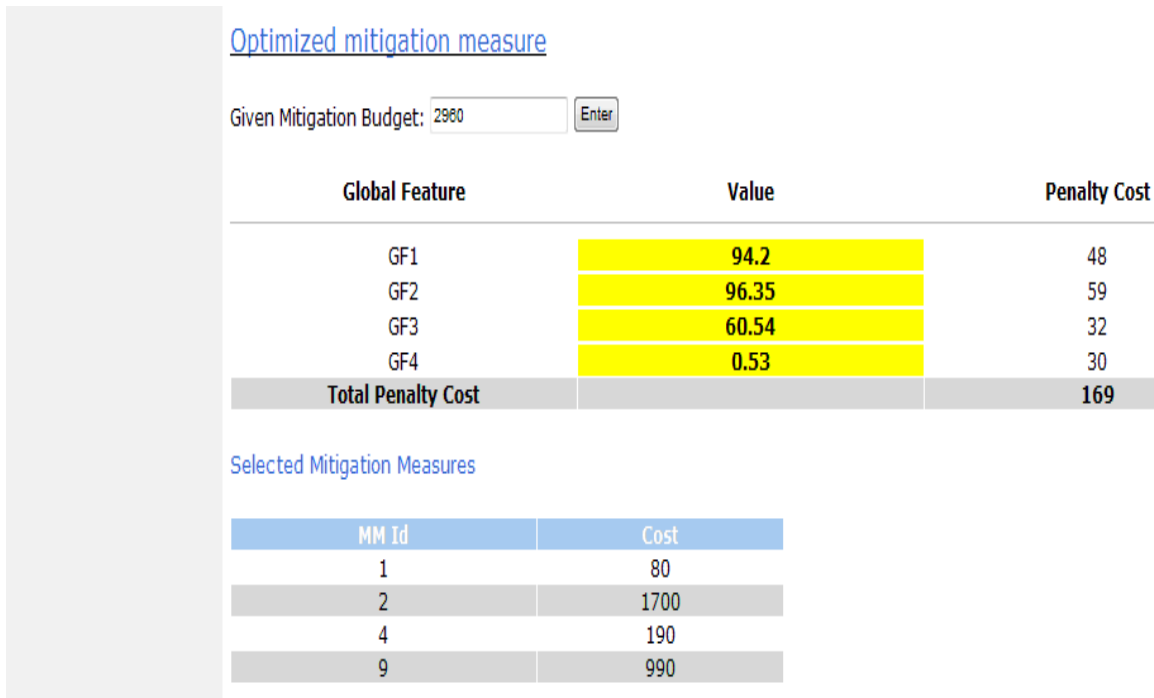 Optimized mitigation measure
Given Mitigation Budget: 2960 Enter
Global Feature Value Penalty Cost
GF1 94.2 48
GF2 96.35 59
GF3 60.54 32
GF4 0.53 30
Total Penalty Cost 169
Selected Mitigation Measures
MM Id Cost
1 80
2 1700
4 190
9 990